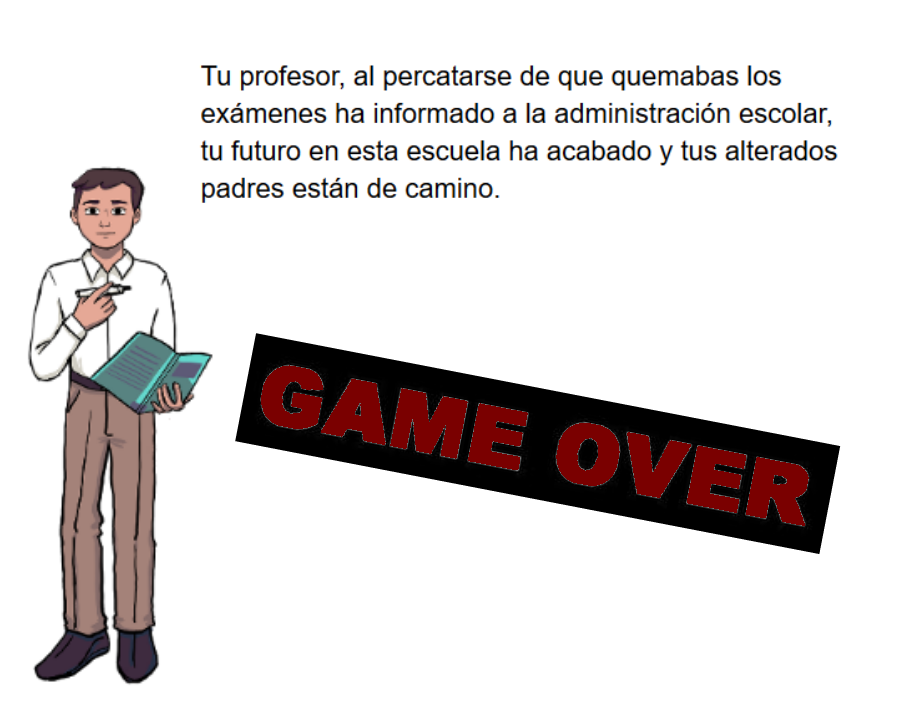 Tu profesor, al percatarse de que quemabas los
exámenes ha informado a la administración escolar,
tu futuro en esta escuela ha acabado y tus alterados
padres están de camino.
GAME OVER